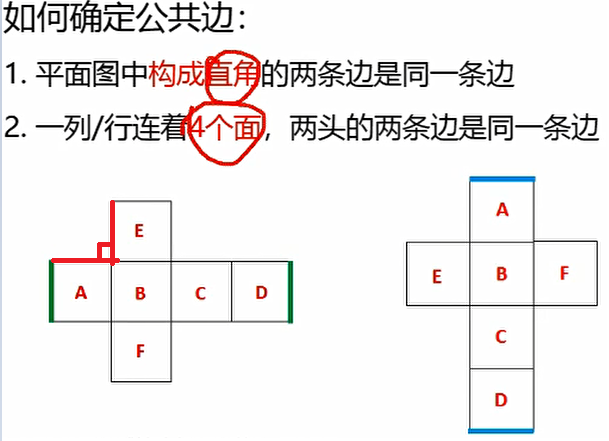 如何确定公共边:
1. 平面图中构成直角的两条边是同一条边
2. 一列/行连着4个面，两头的两条边是同一条边
E
A B C D
F
A
E B F
C
D